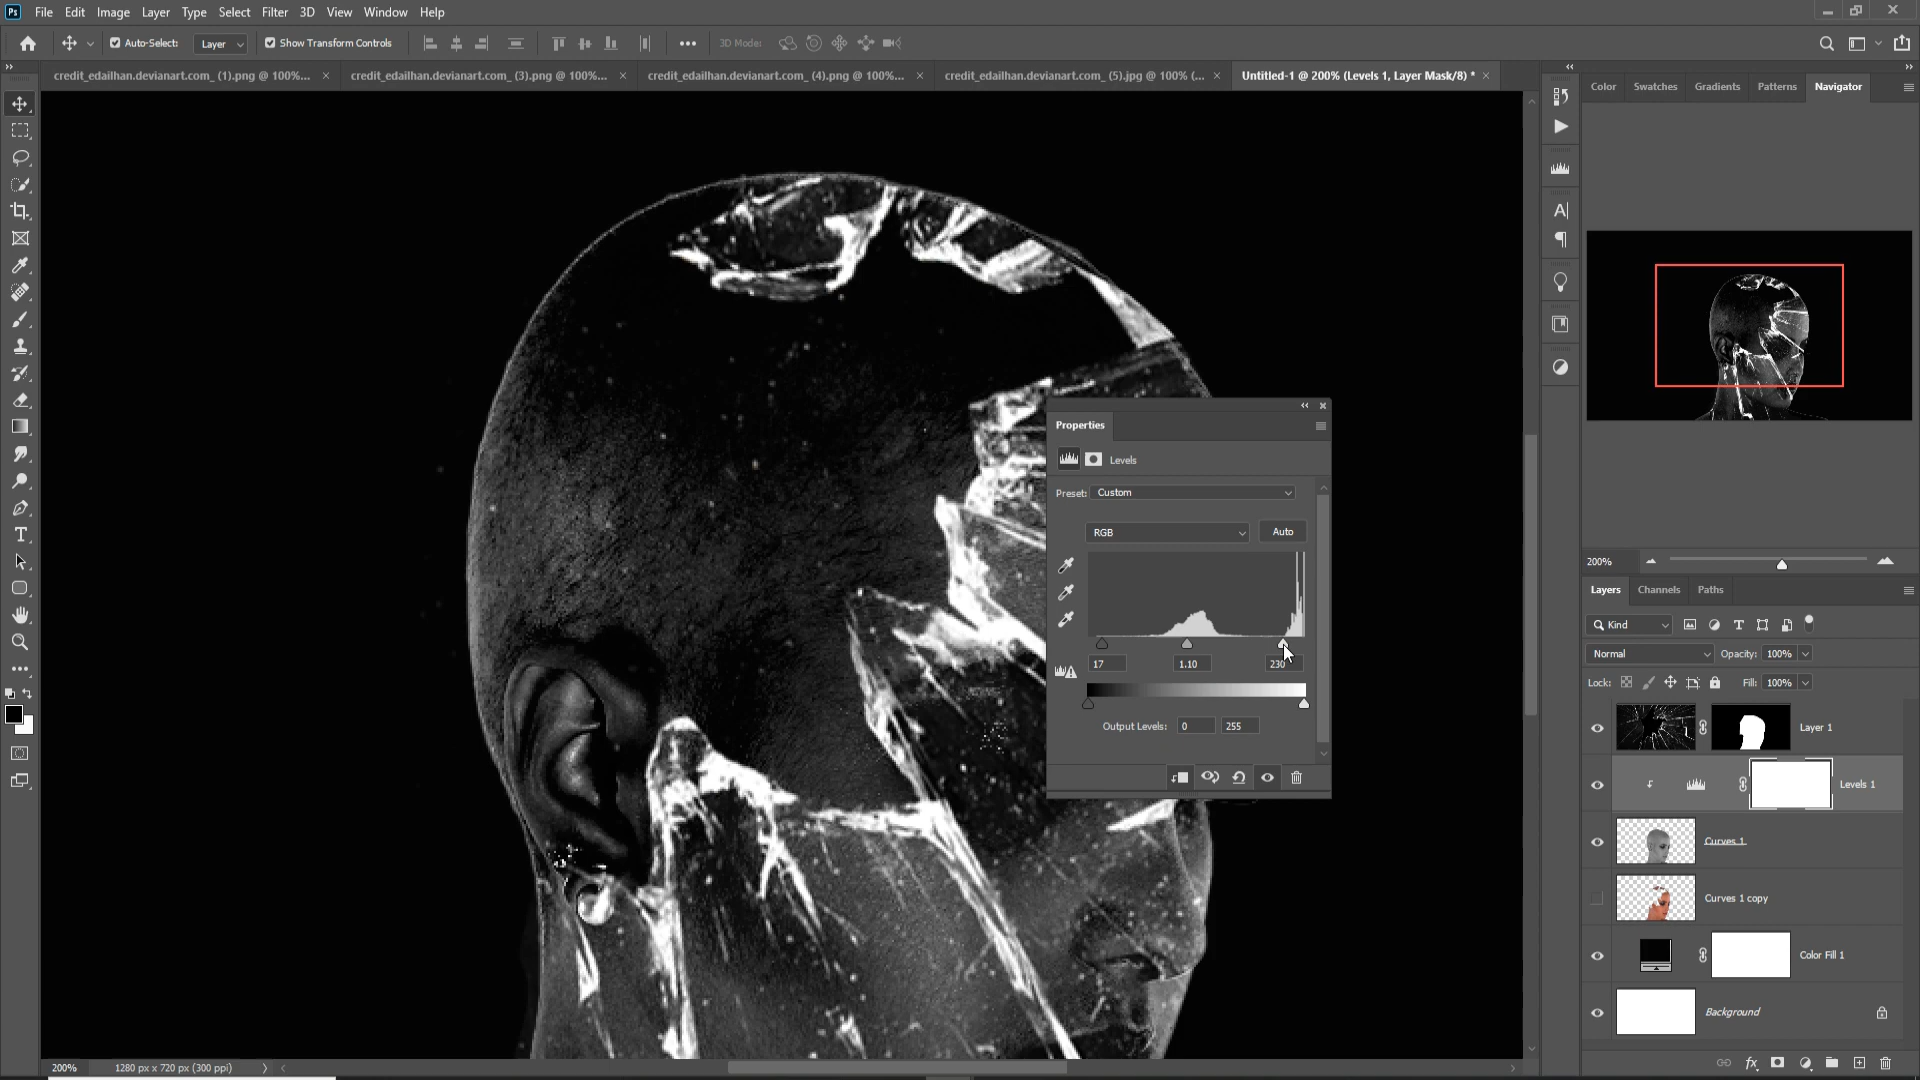 Ps File Edit Image Layer Type Select Filter 3D View Window Help
Auto-Select: Layer Show Transform Controls 3D Mode:
credit_edailhan.devianart.com_ (1).png @ 100%... × credit_edailhan.devianart.com_ (3).png @ 100%... × credit_edailhan.devianart.com_ (4).png @ 100%... × credit_edailhan.devianart.com_ (5).jpg @ 100% (... × Untitled-1 @ 200% (Levels 1, Layer Mask/8) * ×
Color Swatches Gradients Patterns Navigator
Properties
Levels
Preset: Custom
RGB Auto
17 1.10 230
Output Levels: 0 255
200%
Layers Channels Paths
Kind
Normal Opacity: 100%
Lock: Fill: 100%
Layer 1
Levels 1
Curves 1
Curves 1 copy
Color Fill 1
Background
fx
200% 1280 px x 720 px (300 ppi)